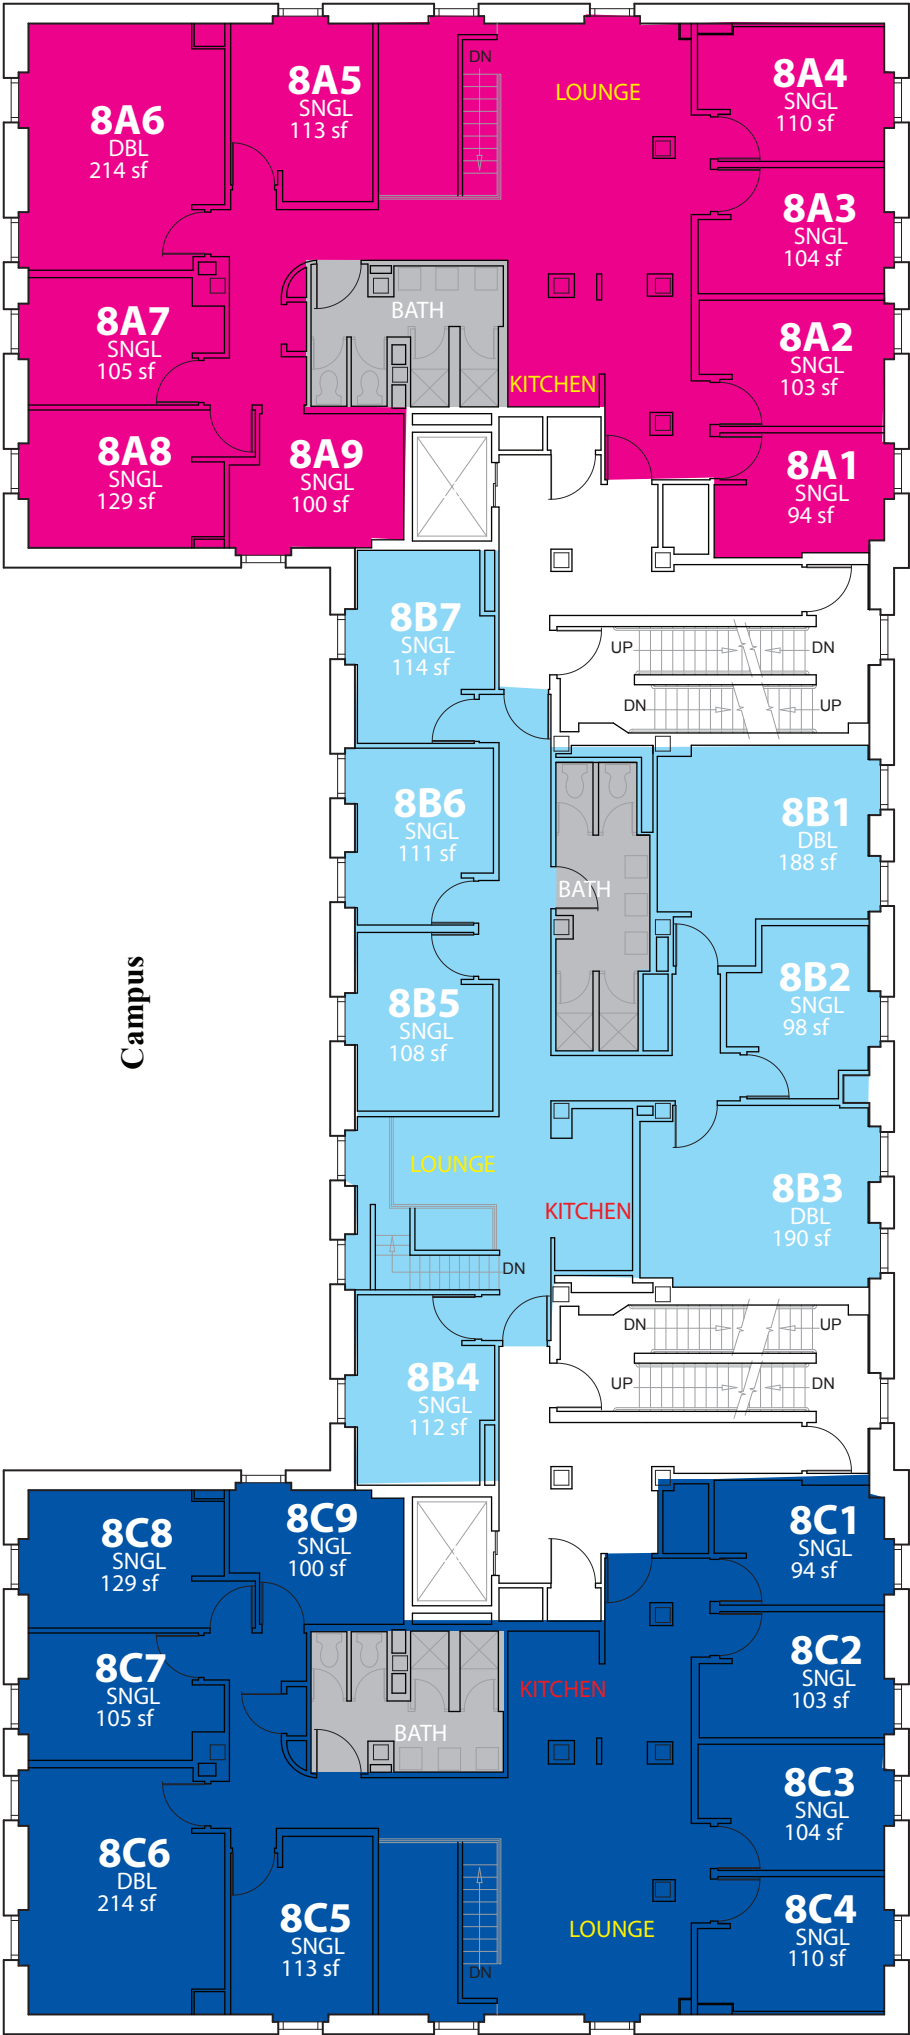 DN
LOUNGE
8A4
SNGL
110 sf
8A5
SNGL
113 sf
8A6
DBL
214 sf
8A3
SNGL
104 sf
BATH
8A7
SNGL
105 sf
8A2
SNGL
103 sf
KITCHEN
8A8
SNGL
129 sf
8A9
SNGL
100 sf
8A1
SNGL
94 sf
8B7
SNGL
114 sf
UP
DN
DN
UP
8B6
SNGL
111 sf
8B1
DBL
188 sf
BATH
Campus
8B5
SNGL
108 sf
8B2
SNGL
98 sf
LOUNGE
KITCHEN
8B3
DBL
190 sf
DN
DN
UP
UP
DN
8B4
SNGL
112 sf
8C8
SNGL
129 sf
8C9
SNGL
100 sf
8C1
SNGL
94 sf
8C7
SNGL
105 sf
KITCHEN
8C2
SNGL
103 sf
BATH
8C3
SNGL
104 sf
8C6
DBL
214 sf
8C5
SNGL
113 sf
LOUNGE
8C4
SNGL
110 sf
DN